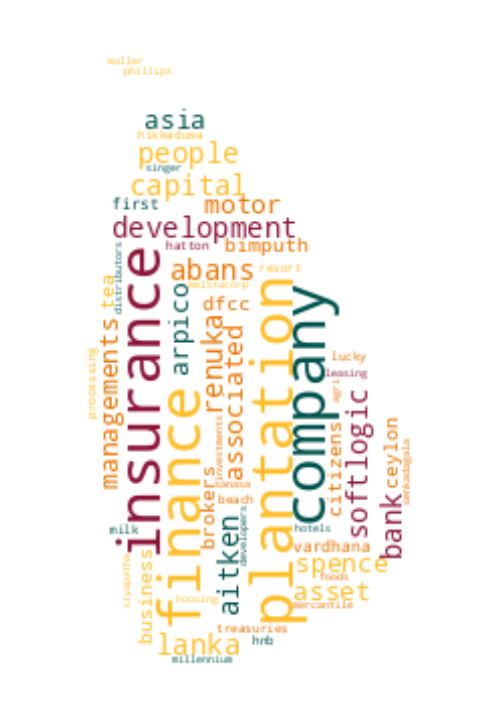 muller
phillips
asia
hikkaduwa
people
singer
capital
first
motor
development
hatton
bimputh
distributors
abans
resort
melstacorp
tea
insurance
arpico
dfcc
plantation
company
renuka
managements
associated
processing
lucky
leasing
agri
finance
softlogic
citizens
ceylon
investments
senkadagala
brokers
sanasa
beach
bank
aitken
developers
milk
hotels
vardhana
business
siyapatha
spence
foods
asset
housing
mercantile
treasuries
lanka
hnb
millennium